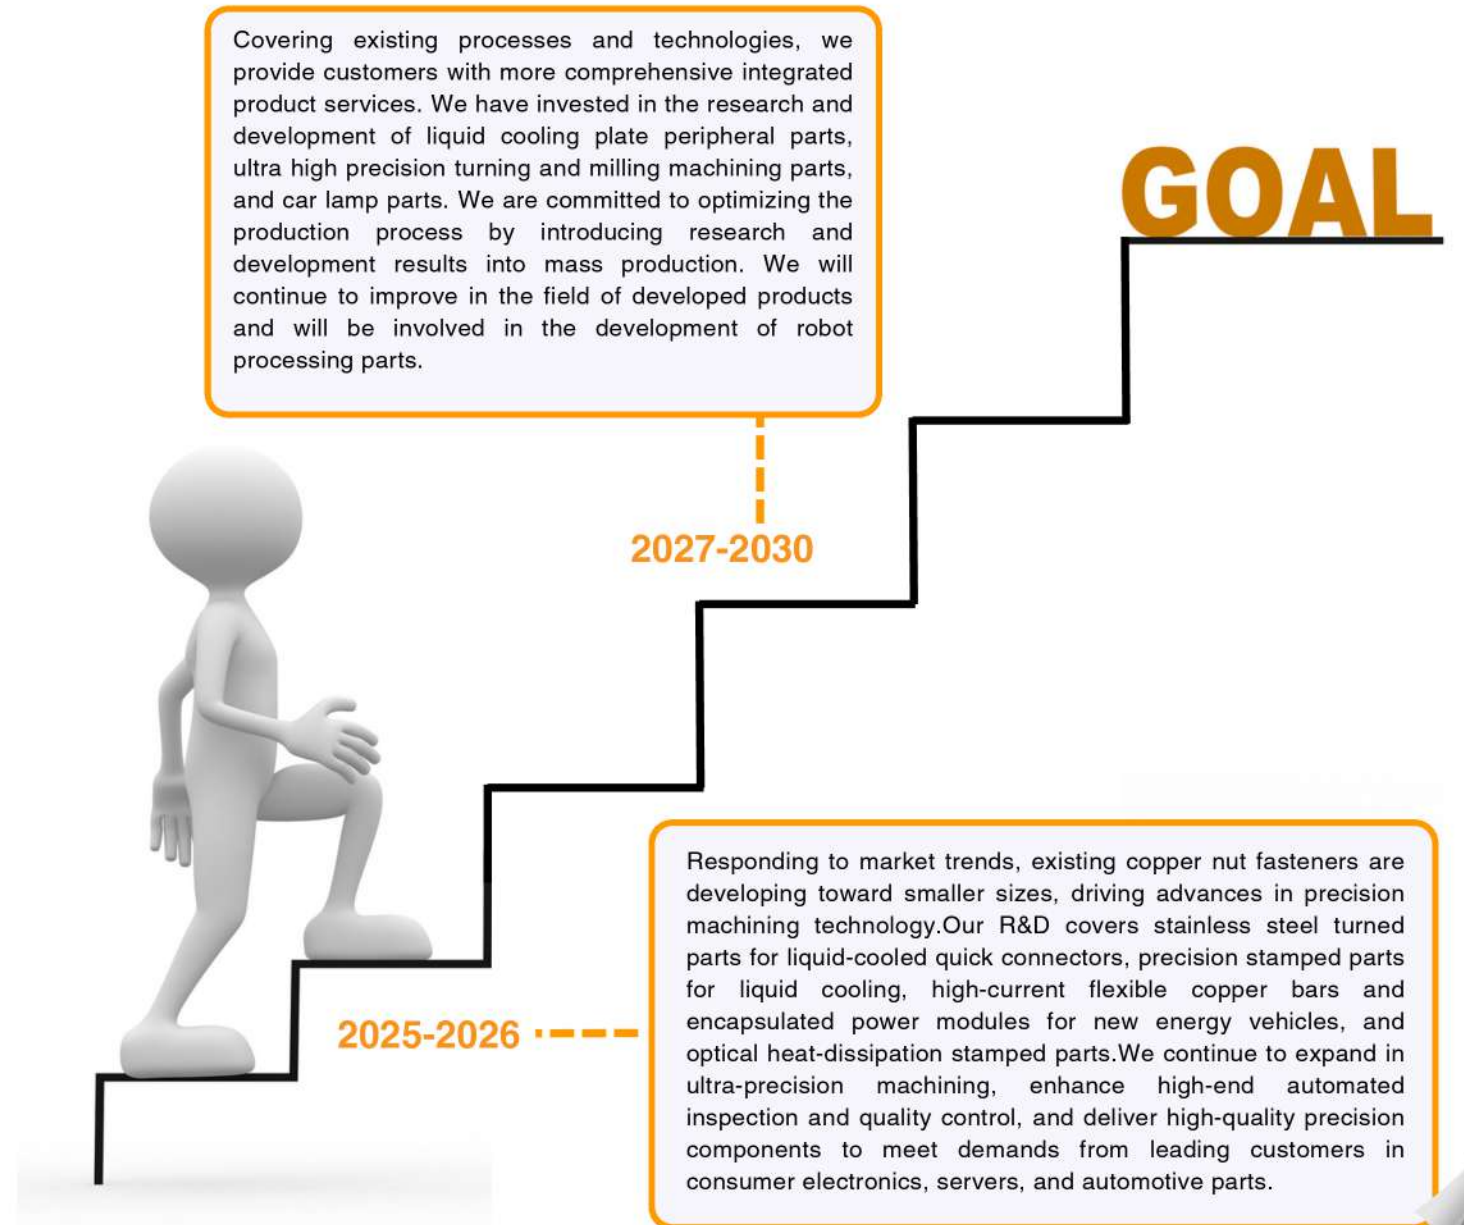 Covering existing processes and technologies, we
provide customers with more comprehensive integrated
product services. We have invested in the research and
development of liquid cooling plate peripheral parts,
ultra high precision turning and milling machining parts,
and car lamp parts. We are committed to optimizing the
production process by introducing research and
development results into mass production. We will
continue to improve in the field of developed products
and will be involved in the development of robot
processing parts.
GOAL
2027-2030
2025-2026
Responding to market trends, existing copper nut fasteners are
developing toward smaller sizes, driving advances in precision
machining technology.Our R&D covers stainless steel turned
parts for liquid-cooled quick connectors, precision stamped parts
for liquid cooling, high-current flexible copper bars and
encapsulated power modules for new energy vehicles, and
optical heat-dissipation stamped parts.We continue to expand in
ultra-precision machining, enhance high-end automated
inspection and quality control, and deliver high-quality precision
components to meet demands from leading customers in
consumer electronics, servers, and automotive parts.